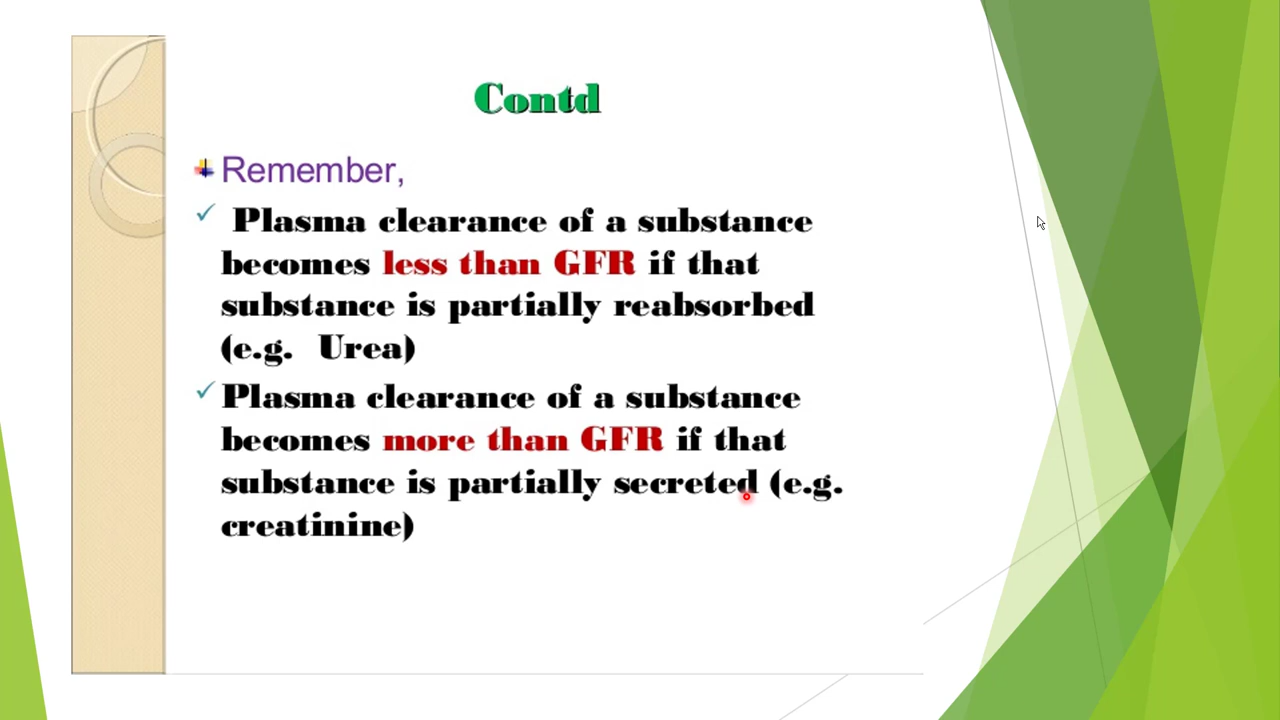 Contd
Remember,
Plasma clearance of a substance
becomes less than GFR if that
substance is partially reabsorbed
(e.g. Urea)
Plasma clearance of a substance
becomes more than GFR if that
substance is partially secreted (e.g.
creatinine)